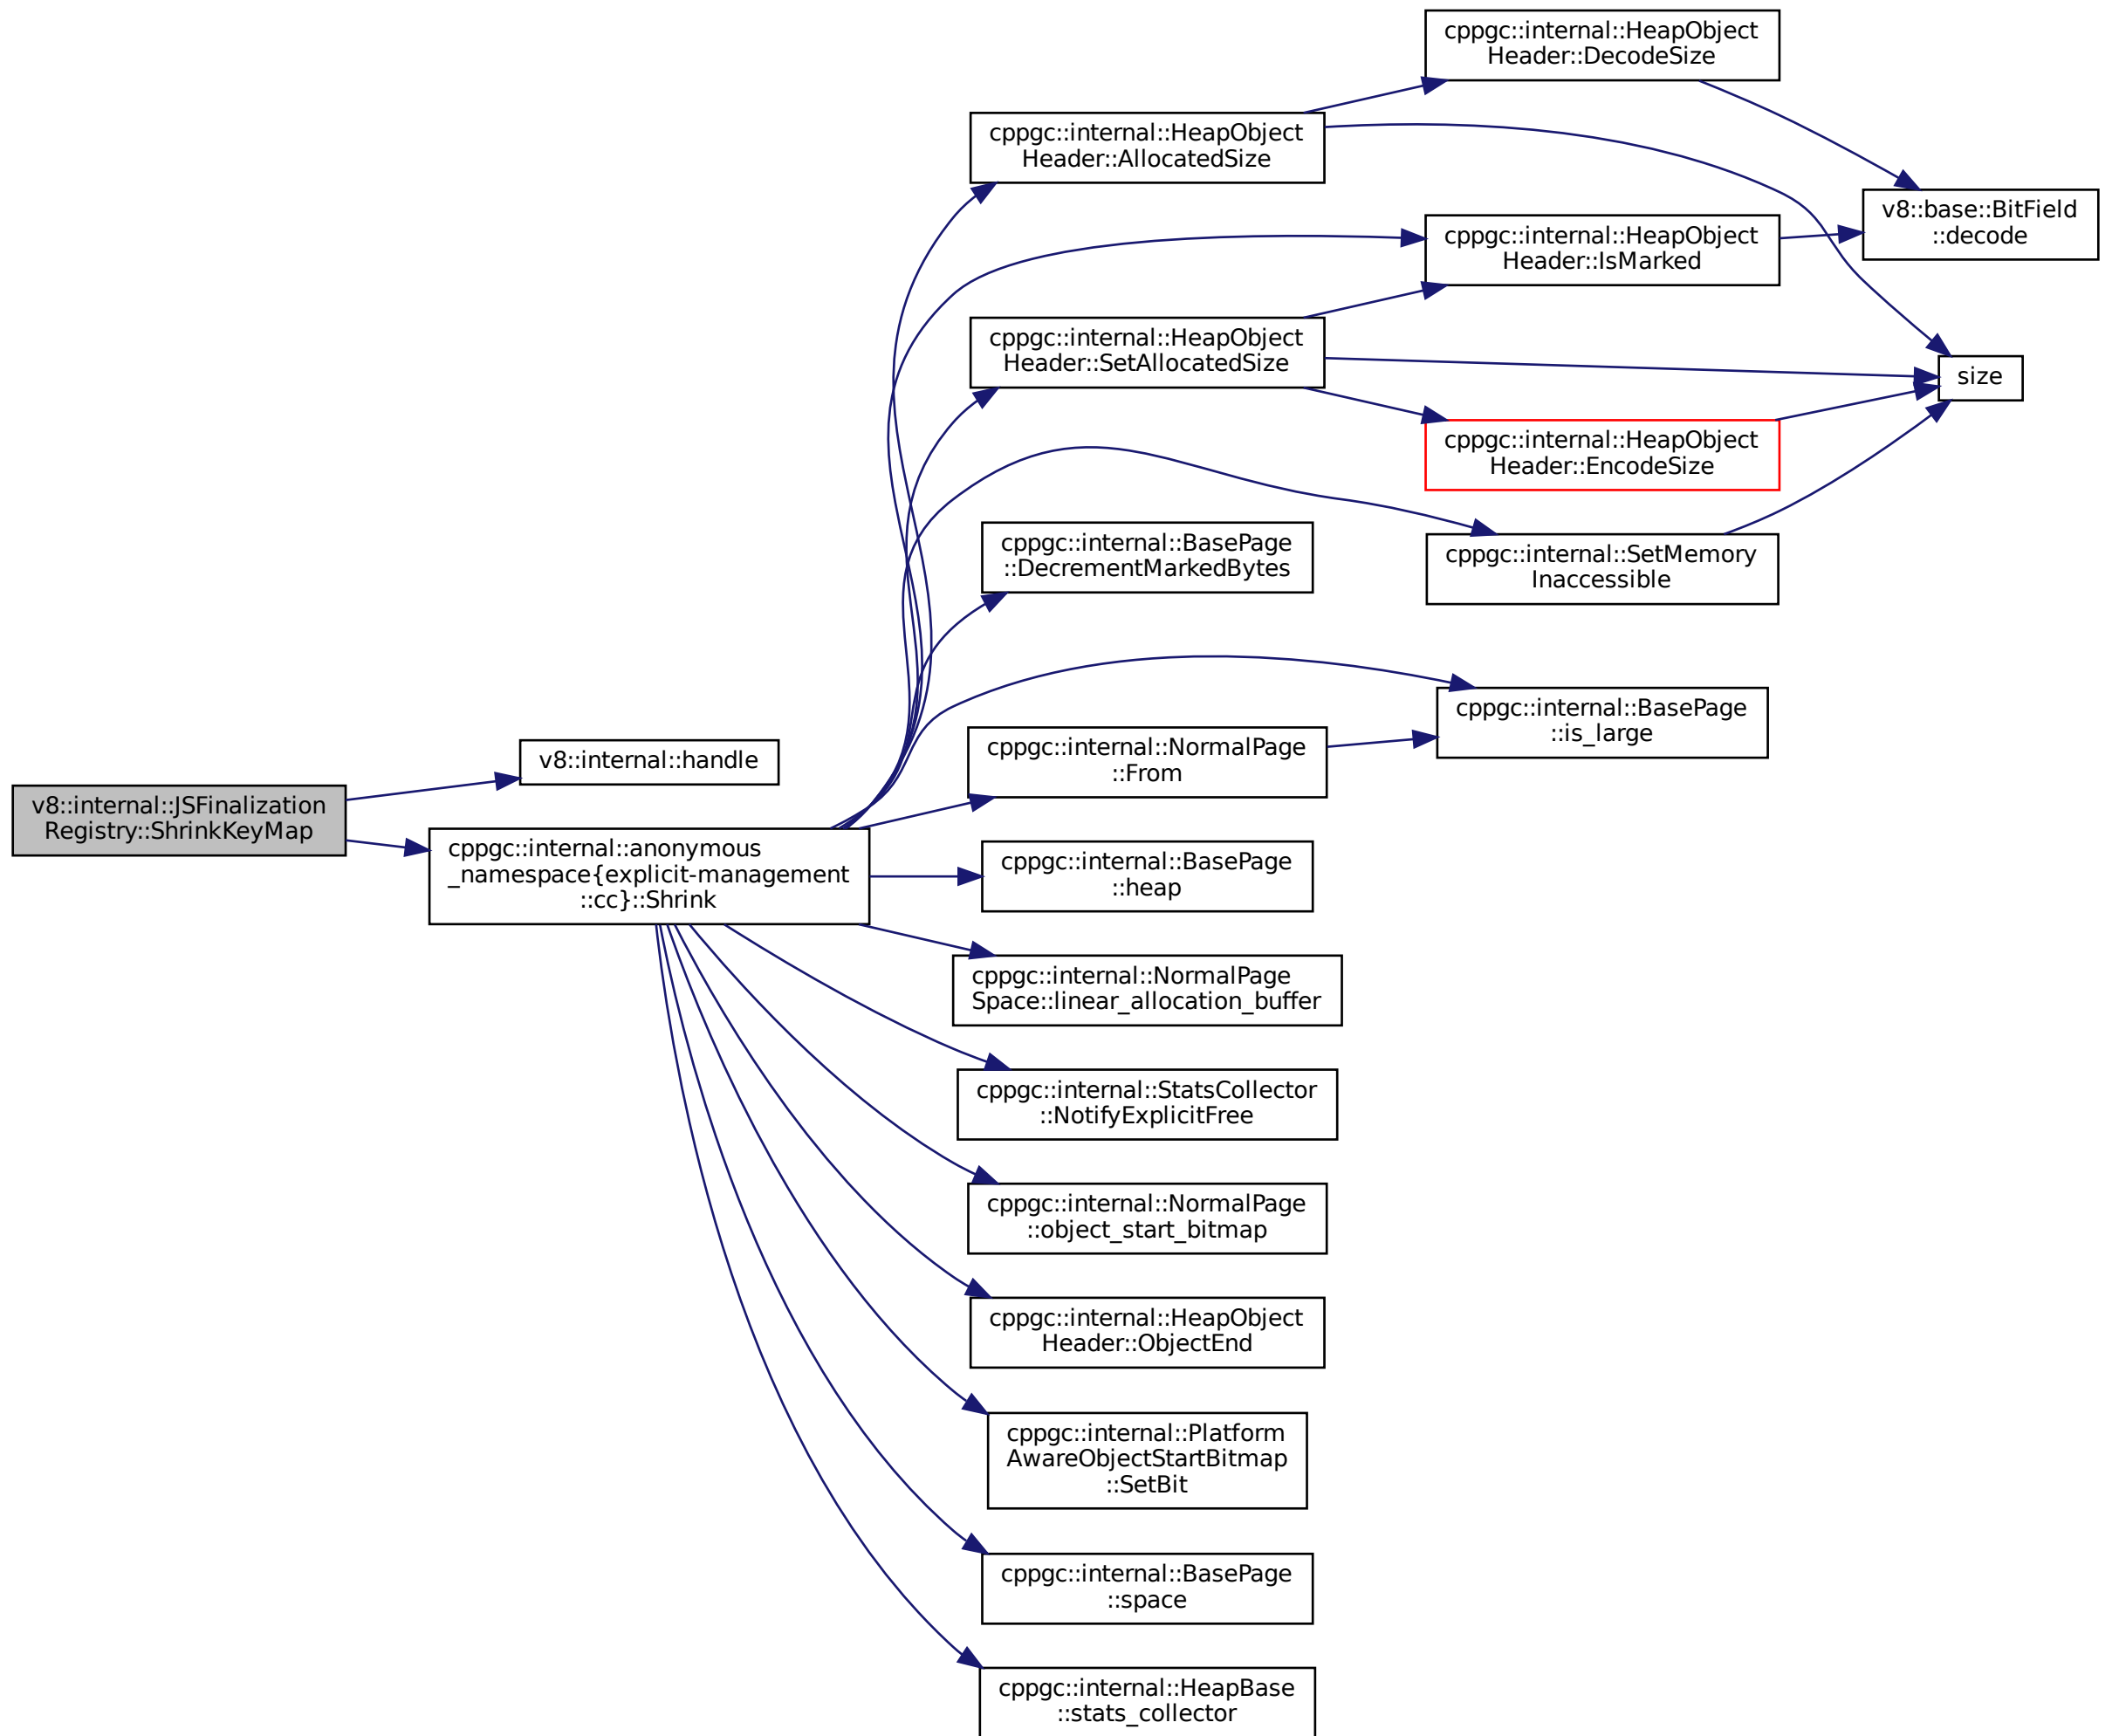 v8::internal::JSFinalization
Registry::ShrinkKeyMap
v8::internal::handle
cppgc::internal::anonymous
_namespace{explicit-management
::cc}::Shrink
cppgc::internal::HeapObject
Header::AllocatedSize
cppgc::internal::HeapObject
Header::DecodeSize
v8::base::BitField
::decode
cppgc::internal::HeapObject
Header::IsMarked
cppgc::internal::HeapObject
Header::SetAllocatedSize
size
cppgc::internal::HeapObject
Header::EncodeSize
cppgc::internal::BasePage
::DecrementMarkedBytes
cppgc::internal::SetMemory
Inaccessible
cppgc::internal::BasePage
::is_large
cppgc::internal::NormalPage
::From
cppgc::internal::BasePage
::heap
cppgc::internal::NormalPage
Space::linear_allocation_buffer
cppgc::internal::StatsCollector
::NotifyExplicitFree
cppgc::internal::NormalPage
::object_start_bitmap
cppgc::internal::HeapObject
Header::ObjectEnd
cppgc::internal::Platform
AwareObjectStartBitmap
::SetBit
cppgc::internal::BasePage
::space
cppgc::internal::HeapBase
::stats_collector